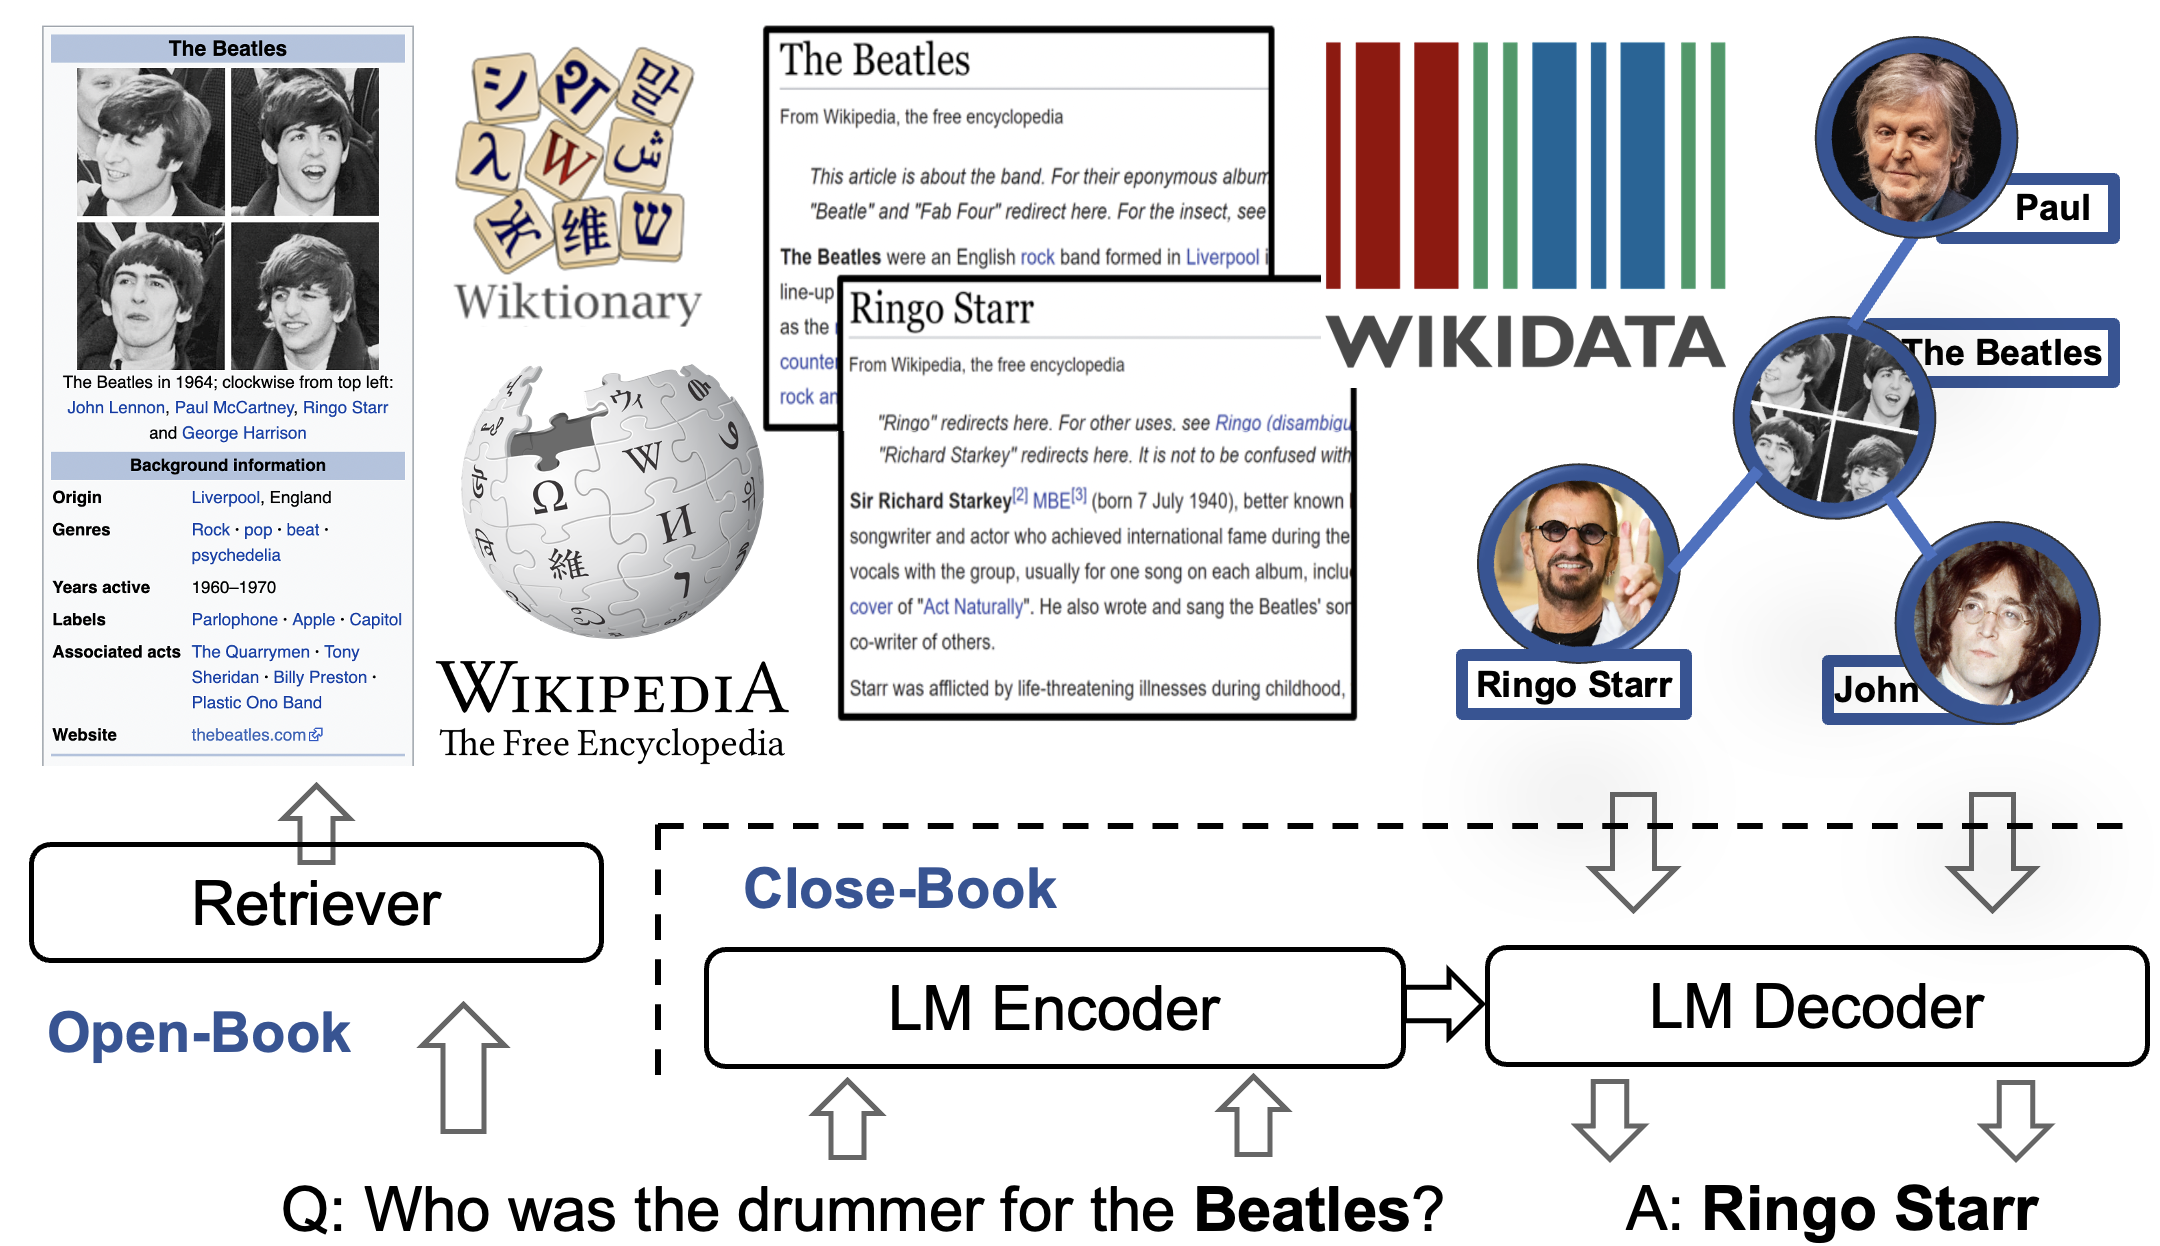 The Beatles
The Beatles in 1964; clockwise from top left:
John Lennon, Paul McCartney, Ringo Starr
and George Harrison
Background information
Origin Liverpool, England
Genres Rock · pop · beat ·
psychedelia
Years active 1960–1970
Labels Parlophone · Apple · Capitol
Associated acts The Quarrymen · Tony
Sheridan · Billy Preston ·
Plastic Ono Band
Website thebeatles.com
シ
말
λ
W
ش
维
ש
Wiktionary
ウィ
W
Ω
И
維
WIKIPEDIA
The Free Encyclopedia
The Beatles
From Wikipedia, the free encyclopedia
This article is about the band. For their eponymous album
"Beatle" and "Fab Four" redirect here. For the insect, see
The Beatles were an English rock band formed in Liverpool i
line-up
as the
counter
rock an
Ringo Starr
From Wikipedia, the free encyclopedia
"Ringo" redirects here. For other uses, see Ringo (disambigu
"Richard Starkey" redirects here. It is not to be confused with
Sir Richard Starkey[2] MBE[3] (born 7 July 1940), better known
songwriter and actor who achieved international fame during the
vocals with the group, usually for one song on each album, inclu
cover of "Act Naturally". He also wrote and sang the Beatles' son
co-writer of others.
Starr was afflicted by life-threatening illnesses during childhood,
WIKIDATA
Paul
The Beatles
Ringo Starr
John
Retriever
Open-Book
Close-Book
LM Encoder
LM Decoder
Q: Who was the drummer for the Beatles?
A: Ringo Starr